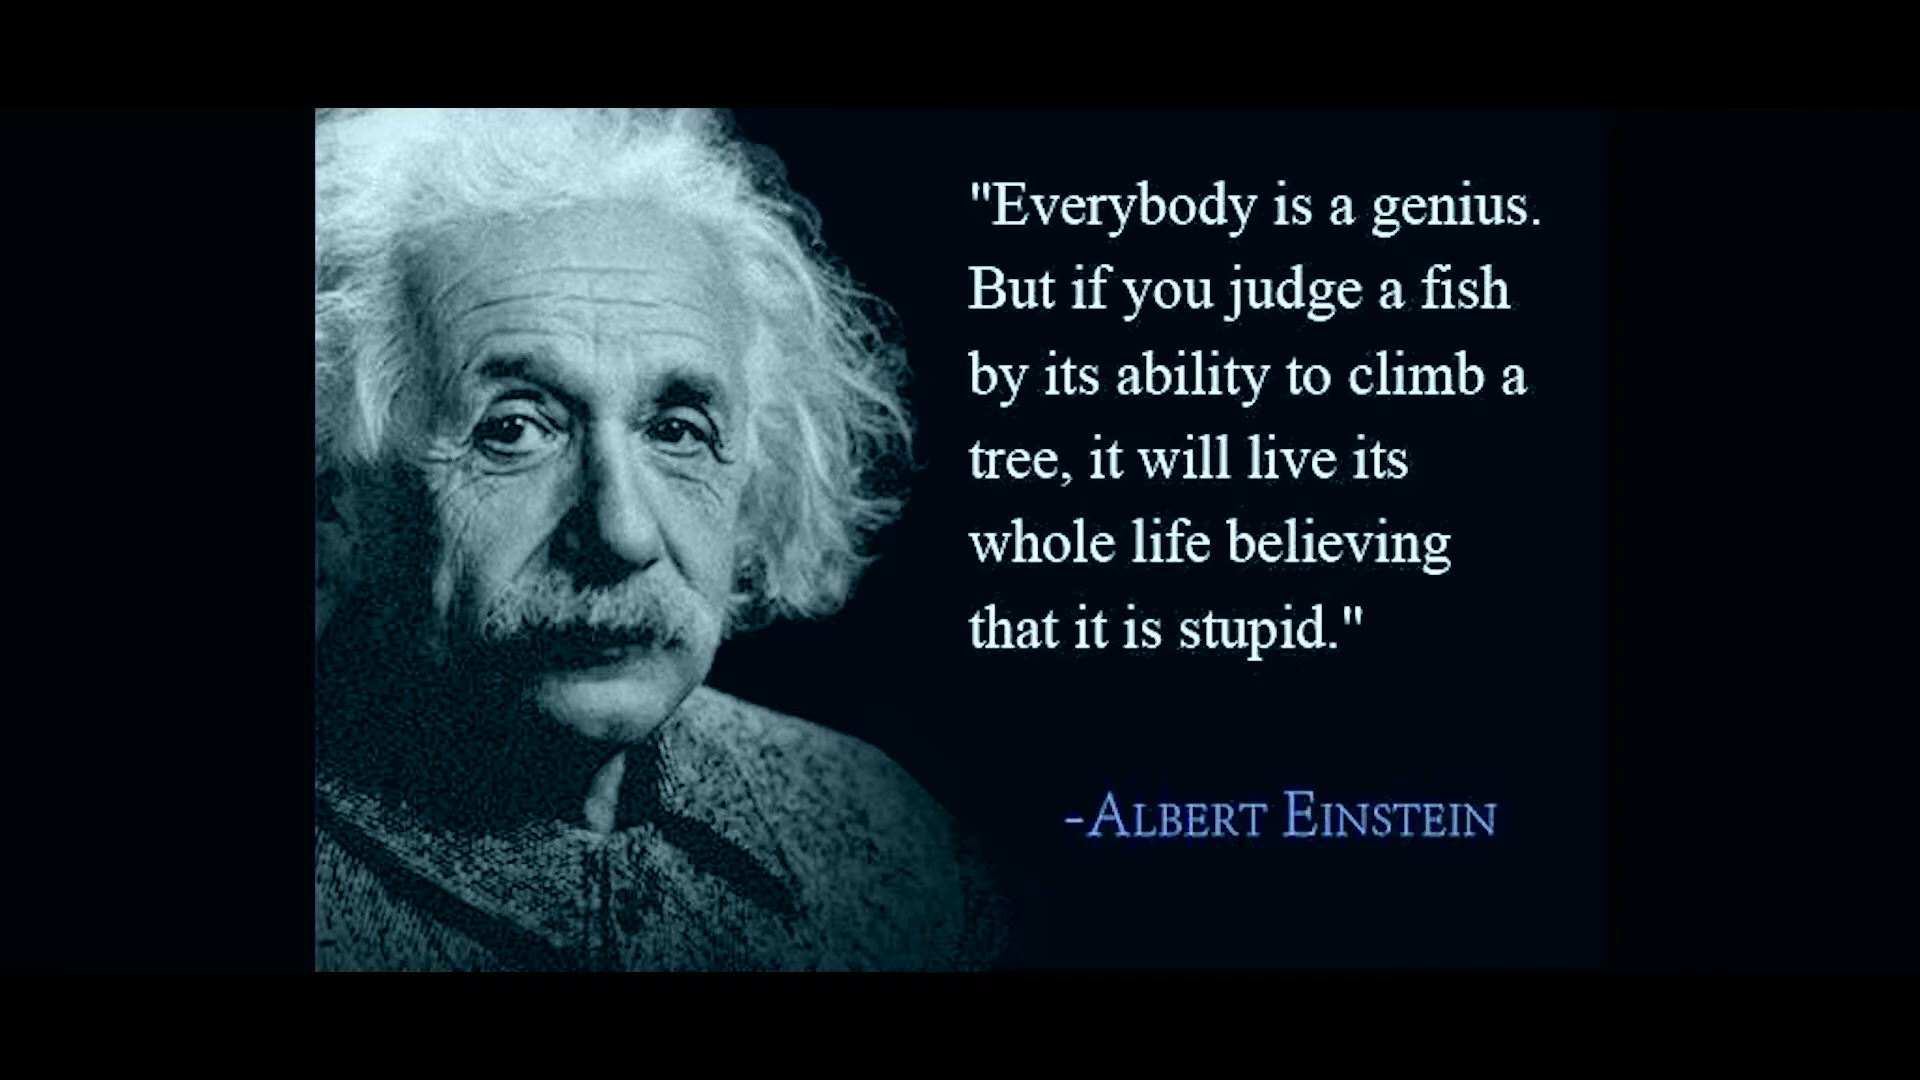 "Everybody is a genius.
But if you judge a fish
by its ability to climb a
tree, it will live its
whole life believing
that it is stupid."
-ALBERT EINSTEIN